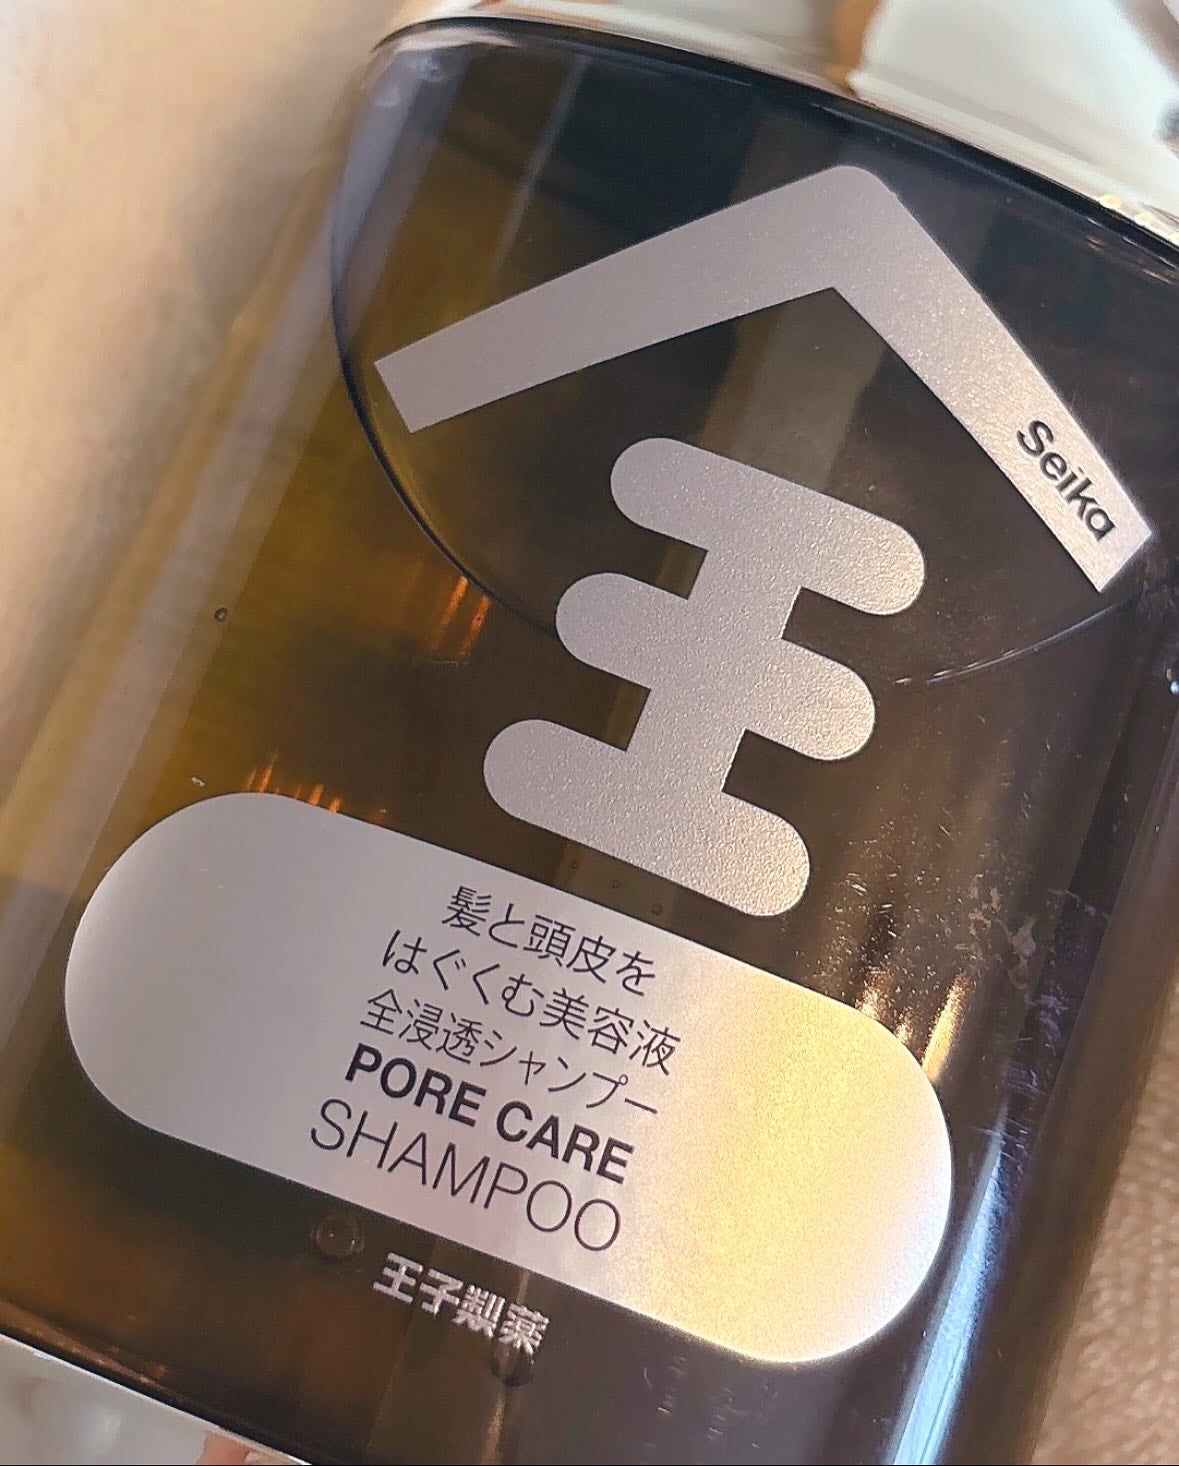 全
Seika
髪と頭皮を
はぐくむ美容液
全浸透シャンプー
PORE CARE
SHAMPOO
王子製薬